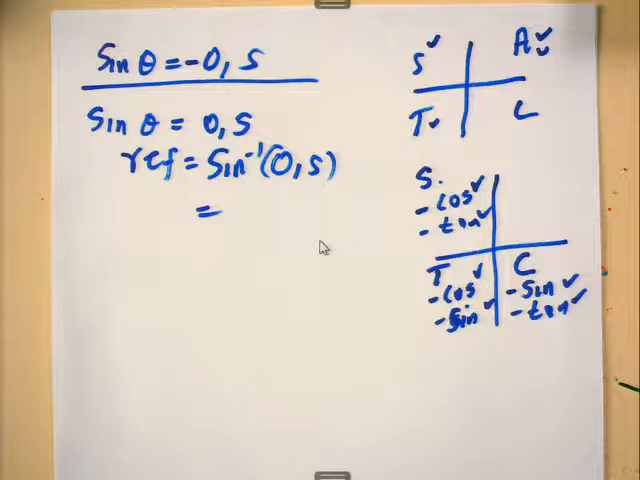 Sin θ = -0,5
Sin θ = 0,5
ref = Sin⁻¹(0,5)
=
S✓ A✓✓
T✓ C
S.
- cos✓
- tan✓
T C
- cos✓ - Sin✓
- Sin✓ - tan✓